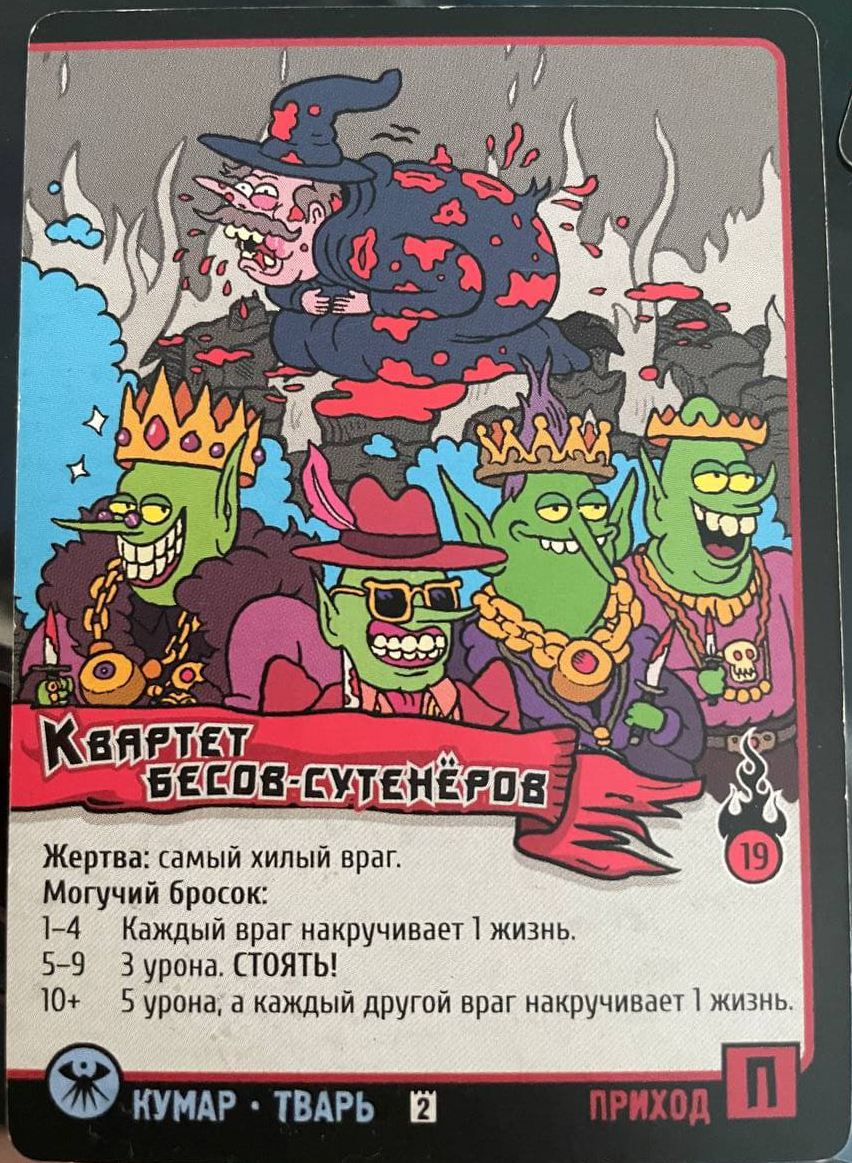 Квартет
бесов-сутенёров
19
Жертва: самый хилый враг.
Могучий бросок:
1–4 Каждый враг накручивает 1 жизнь.
5–9 3 урона. СТОЯТЬ!
10+ 5 урона, а каждый другой враг накручивает 1 жизнь.
КУМАР • ТВАРЬ 2 ПРИХОД П